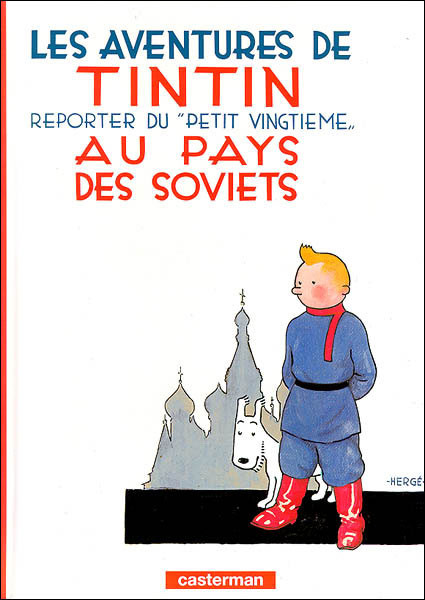 LES AVENTURES DE
TINTIN
REPORTER DU "PETIT VINGTIEME"
AU PAYS
DES SOVIETS
-HERGÉ-
casterman